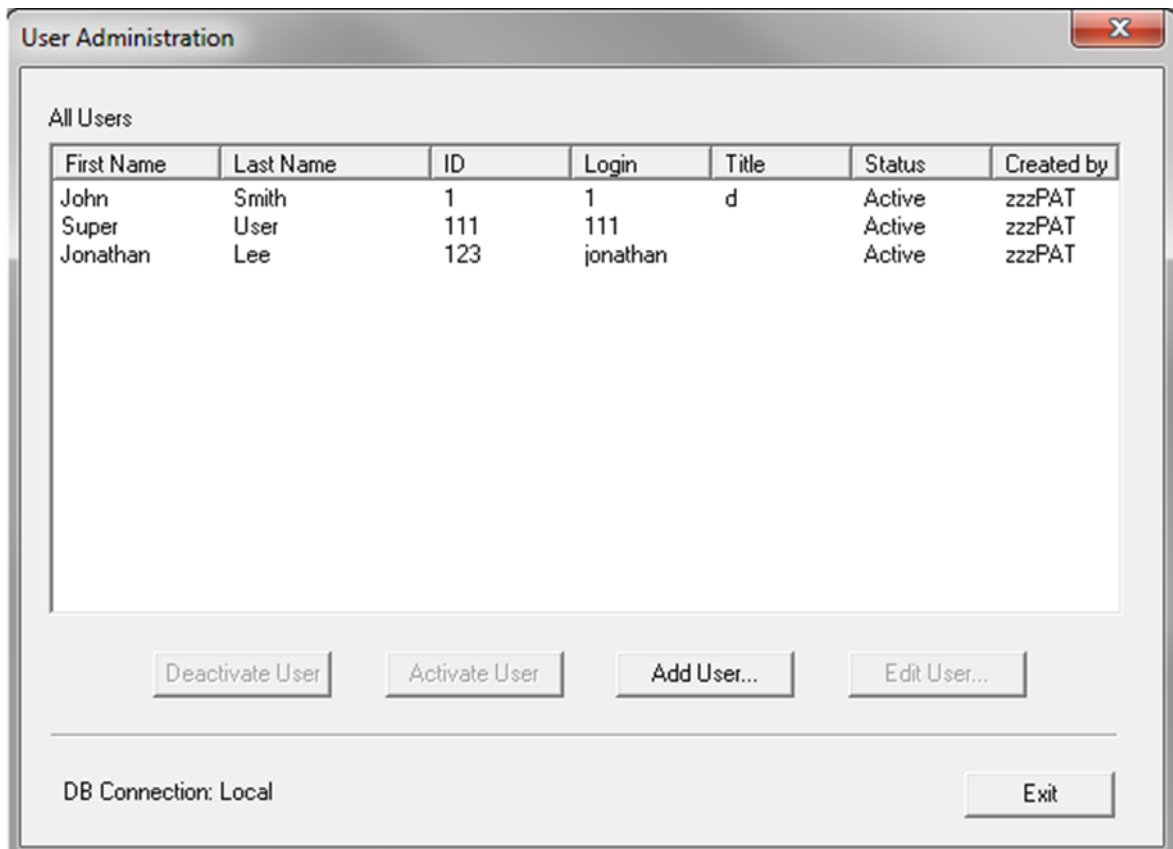 User Administration
All Users
First Name Last Name ID Login Title Status Created by
John Smith 1 1 d Active zzzPAT
Super User 111 111 Active zzzPAT
Jonathan Lee 123 jonathan Active zzzPAT
Deactivate User Activate User Add User... Edit User...
DB Connection: Local Exit